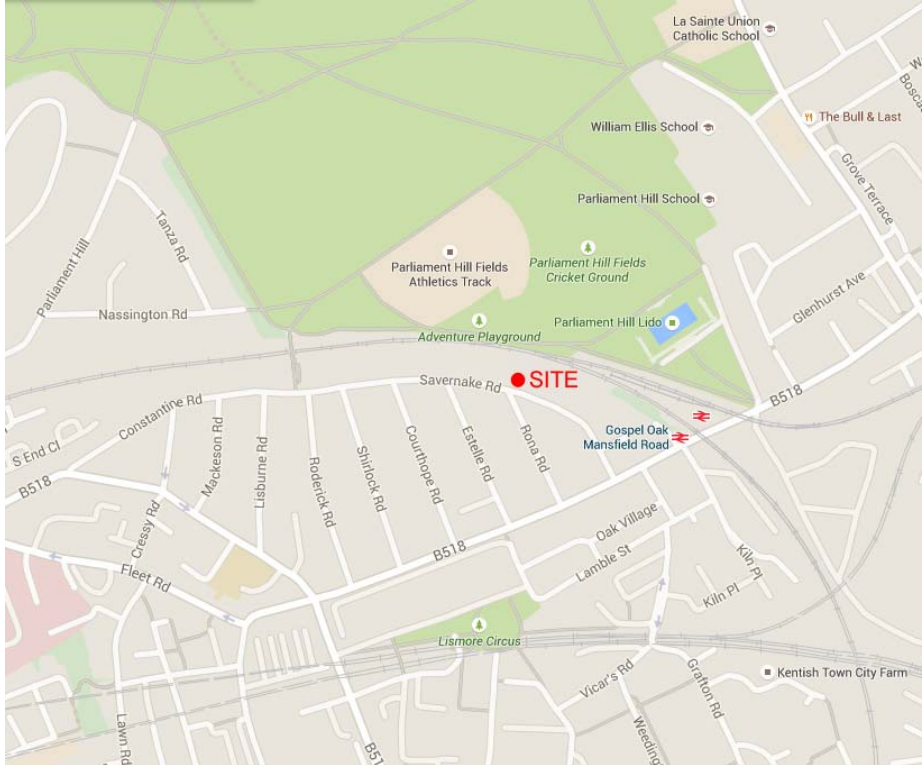 La Sainte Union
Catholic School
The Bull & Last
William Ellis School
Grove Terrace
Parliament Hill School
Tanza Rd
Parliament Hill
Parliament Hill Fields
Athletics Track
Parliament Hill Fields
Cricket Ground
Glenhurst Ave
Nassington Rd
Parliament Hill Lido
Adventure Playground
Savernake Rd
SITE
B518
Constantine Rd
Gospel Oak
Mansfield Road
S End Cl
Mackeson Rd
Lisburne Rd
Roderick Rd
Shirlock Rd
Courthope Rd
Estelle Rd
Rona Rd
B518
Cressy Rd
Oak Village
B518
Lamble St
Fleet Rd
Kiln Pl
Kiln Pl
Lismore Circus
Vicar's Rd
Grafton Rd
Kentish Town City Farm
Lawn Rd